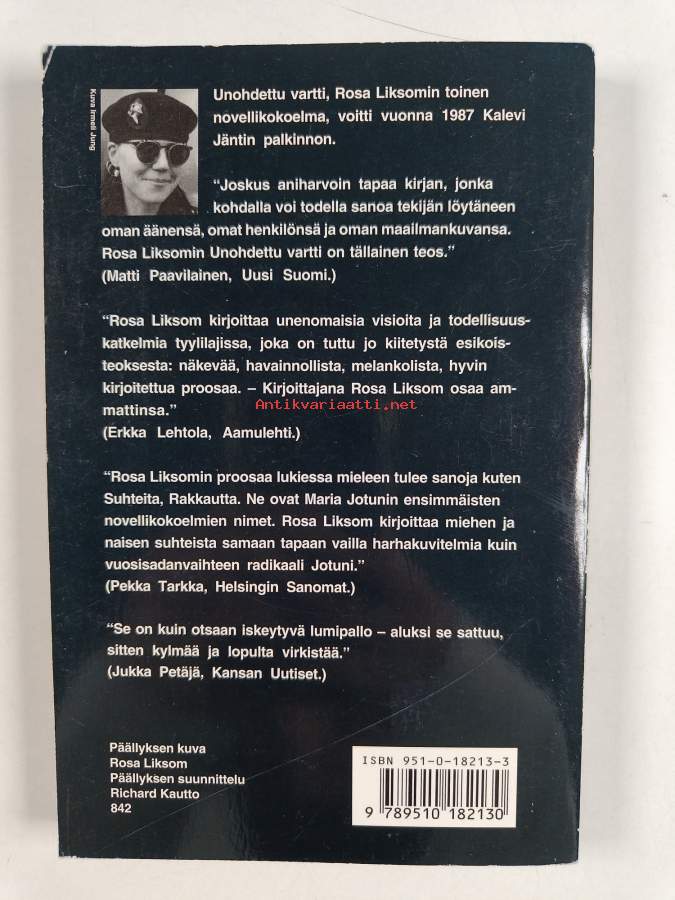 Kuva Irmeli Jung
Unohdettu vartti, Rosa Liksomin toinen
novellikokoelma, voitti vuonna 1987 Kalevi
Jäntin palkinnon.
“Joskus aniharvoin tapaa kirjan, jonka
kohdalla voi todella sanoa tekijän löytäneen
oman äänensä, omat henkilönsä ja oman maailmankuvansa.
Rosa Liksomin Unohdettu vartti on tällainen teos.”
(Matti Paavilainen, Uusi Suomi.)
“Rosa Liksom kirjoittaa unenomaisia visioita ja todellisuus-
katkelmia tyylilajissa, joka on tuttu jo kiitetystä esikois-
teoksesta: näkevää, havainnollista, melankolista, hyvin
kirjoitettua proosaa. – Kirjoittajana Rosa Liksom osaa am-
mattinsa.”
Antikvariaatti.net
(Erkka Lehtola, Aamulehti.)
“Rosa Liksomin proosaa lukiessa mieleen tulee sanoja kuten
Suhteita, Rakkautta. Ne ovat Maria Jotunin ensimmäisten
novellikokoelmien nimet. Rosa Liksom kirjoittaa miehen ja
naisen suhteista samaan tapaan vailla harhakuvitelmia kuin
vuosisadanvaihteen radikaali Jotuni.”
(Pekka Tarkka, Helsingin Sanomat.)
“Se on kuin otsaan iskeytyvä lumipallo – aluksi se sattuu,
sitten kylmää ja lopulta virkistää.”
(Jukka Petäjä, Kansan Uutiset.)
Päällyksen kuva
Rosa Liksom
Päällyksen suunnittelu
Richard Kautto
842
ISBN 951-0-18213-3
9 789510 182130